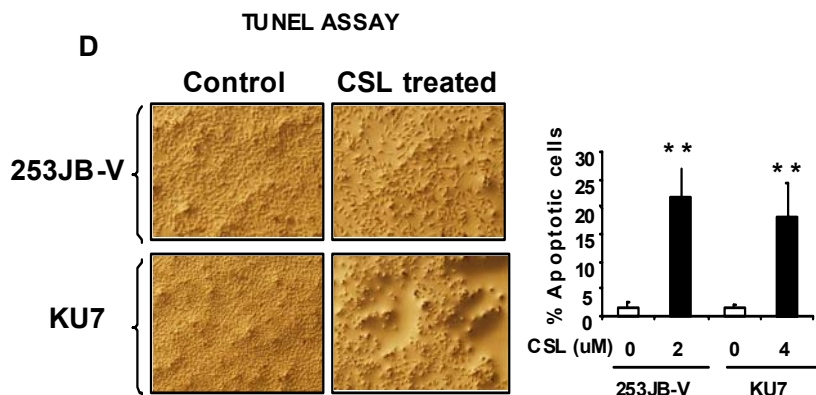 TUNEL ASSAY
D
Control CSL treated
253JB-V
KU7
% Apoptotic cells
30
25
20
15
10
5
0
** **
CSL (uM) 0 2 0 4
253JB-V KU7